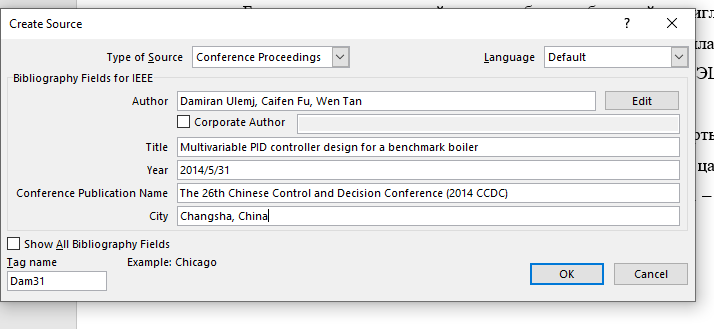 Create Source ? ×
Type of Source Conference Proceedings Language Default
Bibliography Fields for IEEE
Author Damiran Ulemj, Caifen Fu, Wen Tan Edit
Corporate Author
Title Multivariable PID controller design for a benchmark boiler
Year 2014/5/31
Conference Publication Name The 26th Chinese Control and Decision Conference (2014 CCDC)
City Changsha, China
Show All Bibliography Fields
Tag name Example: Chicago
Dam31 OK Cancel